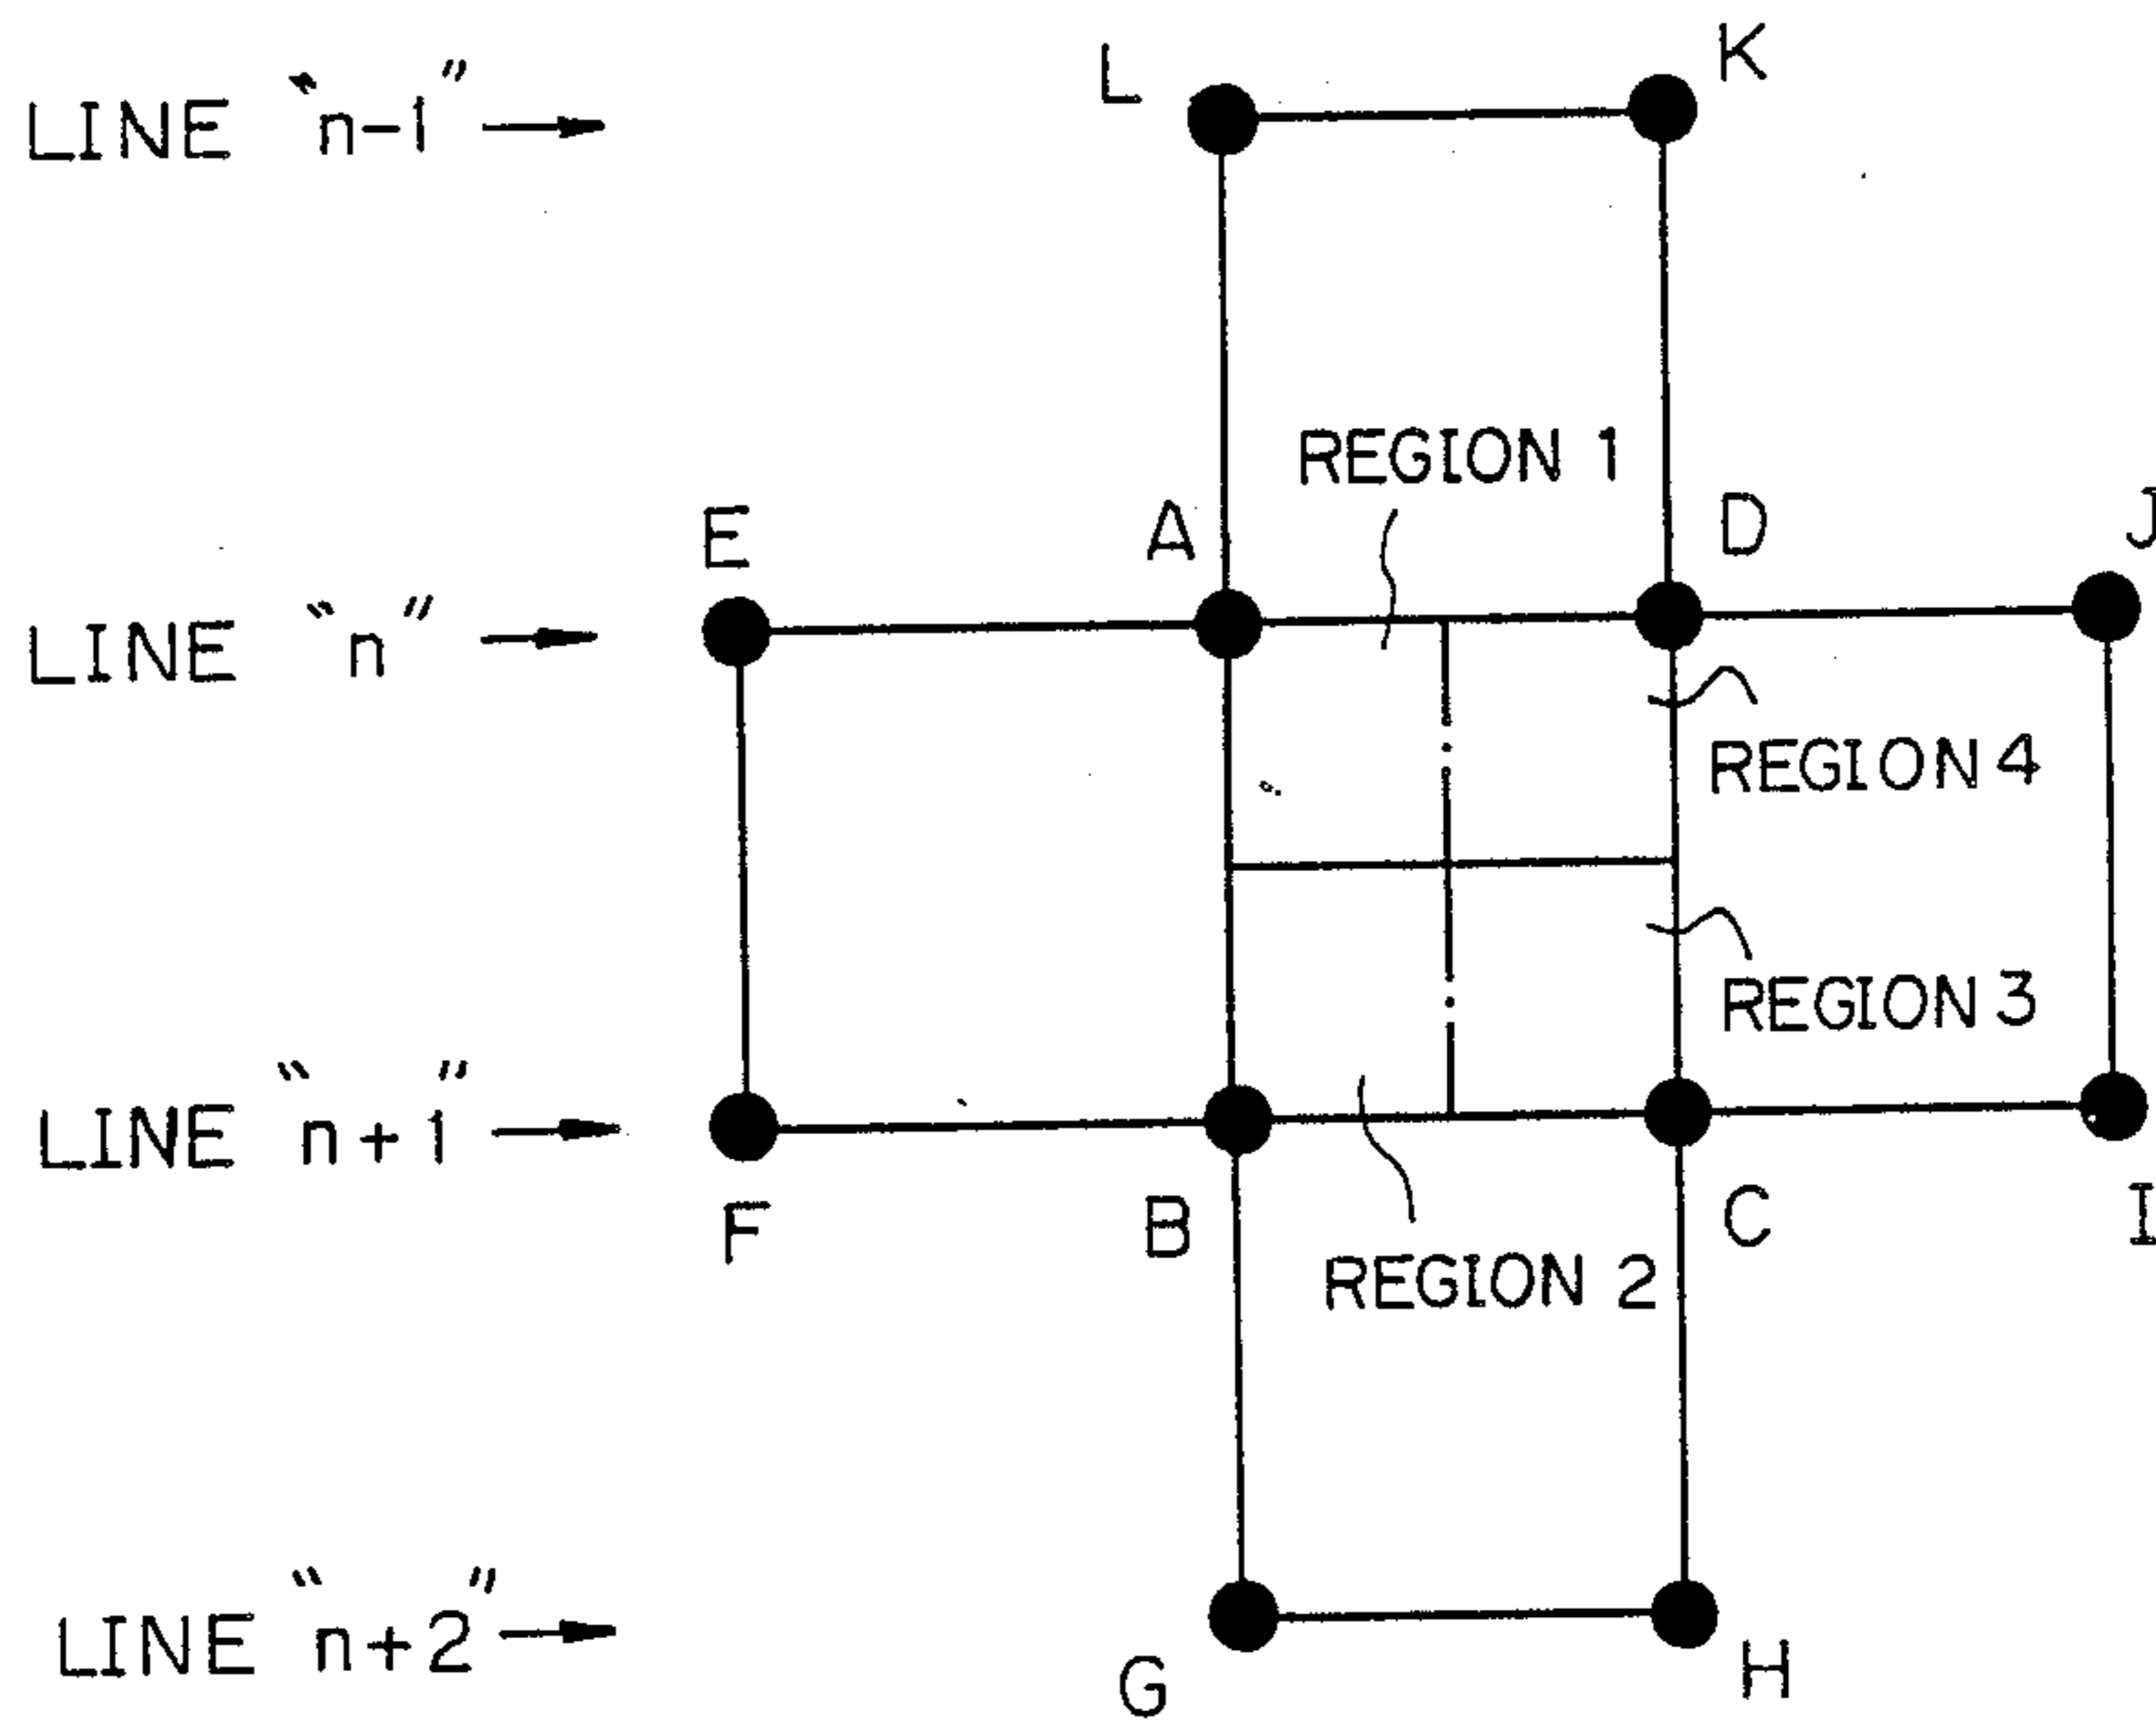 L K
LINE "n-1"
REGION 1
E A D J
LINE "n"
REGION 4
REGION 3
LINE "n+1"
F B C I
REGION 2
LINE "n+2"
G H